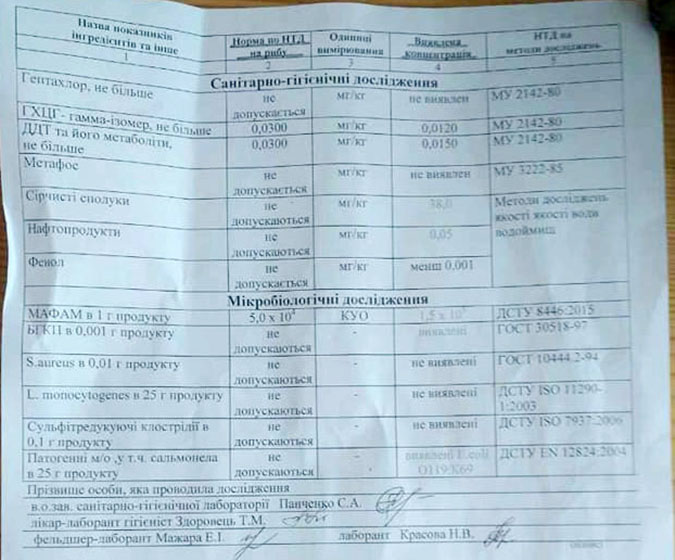 Назва показників інгредієнтів та інше | Норма по НТД на рибу | Одиниці вимірювання | Виявлена концентрація | НТД на методи досліджень
1 | 2 | 3 | 4 | 5
Санітарно-гігієнічні дослідження
Гептахлор, не більше | не допускається | мг/кг | не виявлен | МУ 2142-80
ГХЦГ- гамма-ізомер, не більше | 0,0300 | мг/кг | 0,0120 | МУ 2142-80
ДДТ та його метаболіти, не більше | 0,0300 | мг/кг | 0,0150 | МУ 2142-80
Метафос | не допускається | мг/кг | не виявлен | МУ 3222-85
Сірчисті сполуки | не допускаються | мг/кг | 38,0 | Методи досліджень якості якості води водоймищ
Нафтопродукти | не допускаються | мг/кг | 0,05
Фенол | не допускається | мг/кг | менш 0,001
Мікробіологічні дослідження
МАФАМ в 1 г продукту | 5,0 х 10⁴ | КУО | 1,5 х | ДСТУ 8446:2015
БГКП в 0,001 г продукту | не допускаються | - | виявлені | ГОСТ 30518-97
S.aureus в 0,01 г продукту | не допускаються | - | не виявлені | ГОСТ 10444.2-94
L. monocytogenes в 25 г продукту | не допускаються | - | не виявлені | ДСТУ ISO 11290-1:2003
Сульфітредукуючі клострідії в 0,1 г продукту | не допускаються | - | не виявлені | ДСТУ ISO 7937:2006
Патогенні м/о ,у т.ч. сальмонела в 25 г продукту | не допускаються | - | виявлені E.coli O119:K69 | ДСТУ EN 12824:2004
Прізвище особи, яка проводила дослідження
в.о.зав. санітарно-гігієнічної лабораторії Панченко С.А.
лікар-лаборант гігієніст Здоровець Т.М.
фельдшер-лаборант Мажара Е.І. лаборант Красова Н.В.